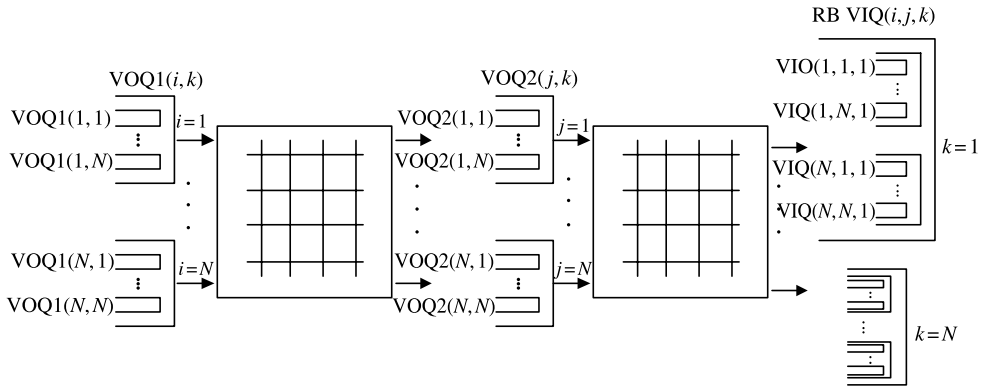 RB VIQ(i,j,k)
VOQ1(i,k)
VOQ2(j,k)
VIO(1,1,1)
VIQ(1,N,1)
VOQ1(1,1)
i=1
VOQ1(1,N)
VOQ2(1,1)
j=1
VOQ2(1,N)
k=1
VIQ(N,1,1)
VIQ(N,N,1)
VOQ1(N,1)
i=N
VOQ1(N,N)
VOQ2(N,1)
j=N
VOQ2(N,N)
k=N